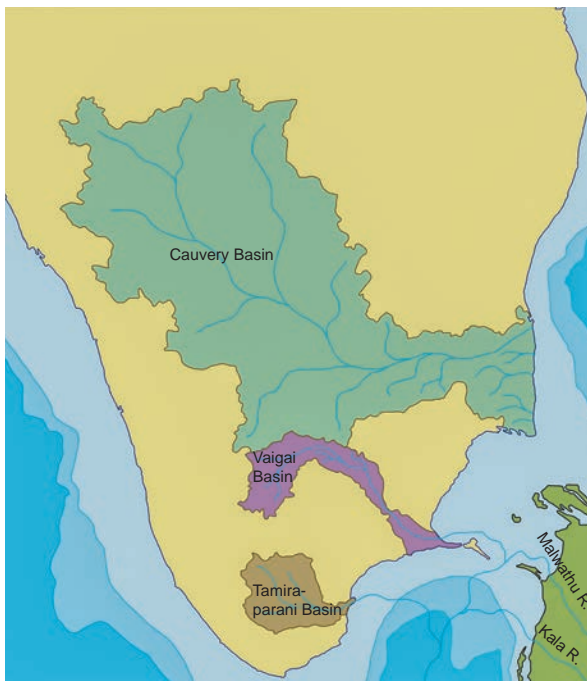 Cauvery Basin
Vaigai
Basin
Tamira-
parani Basin
Malwathu R.
Kala R.